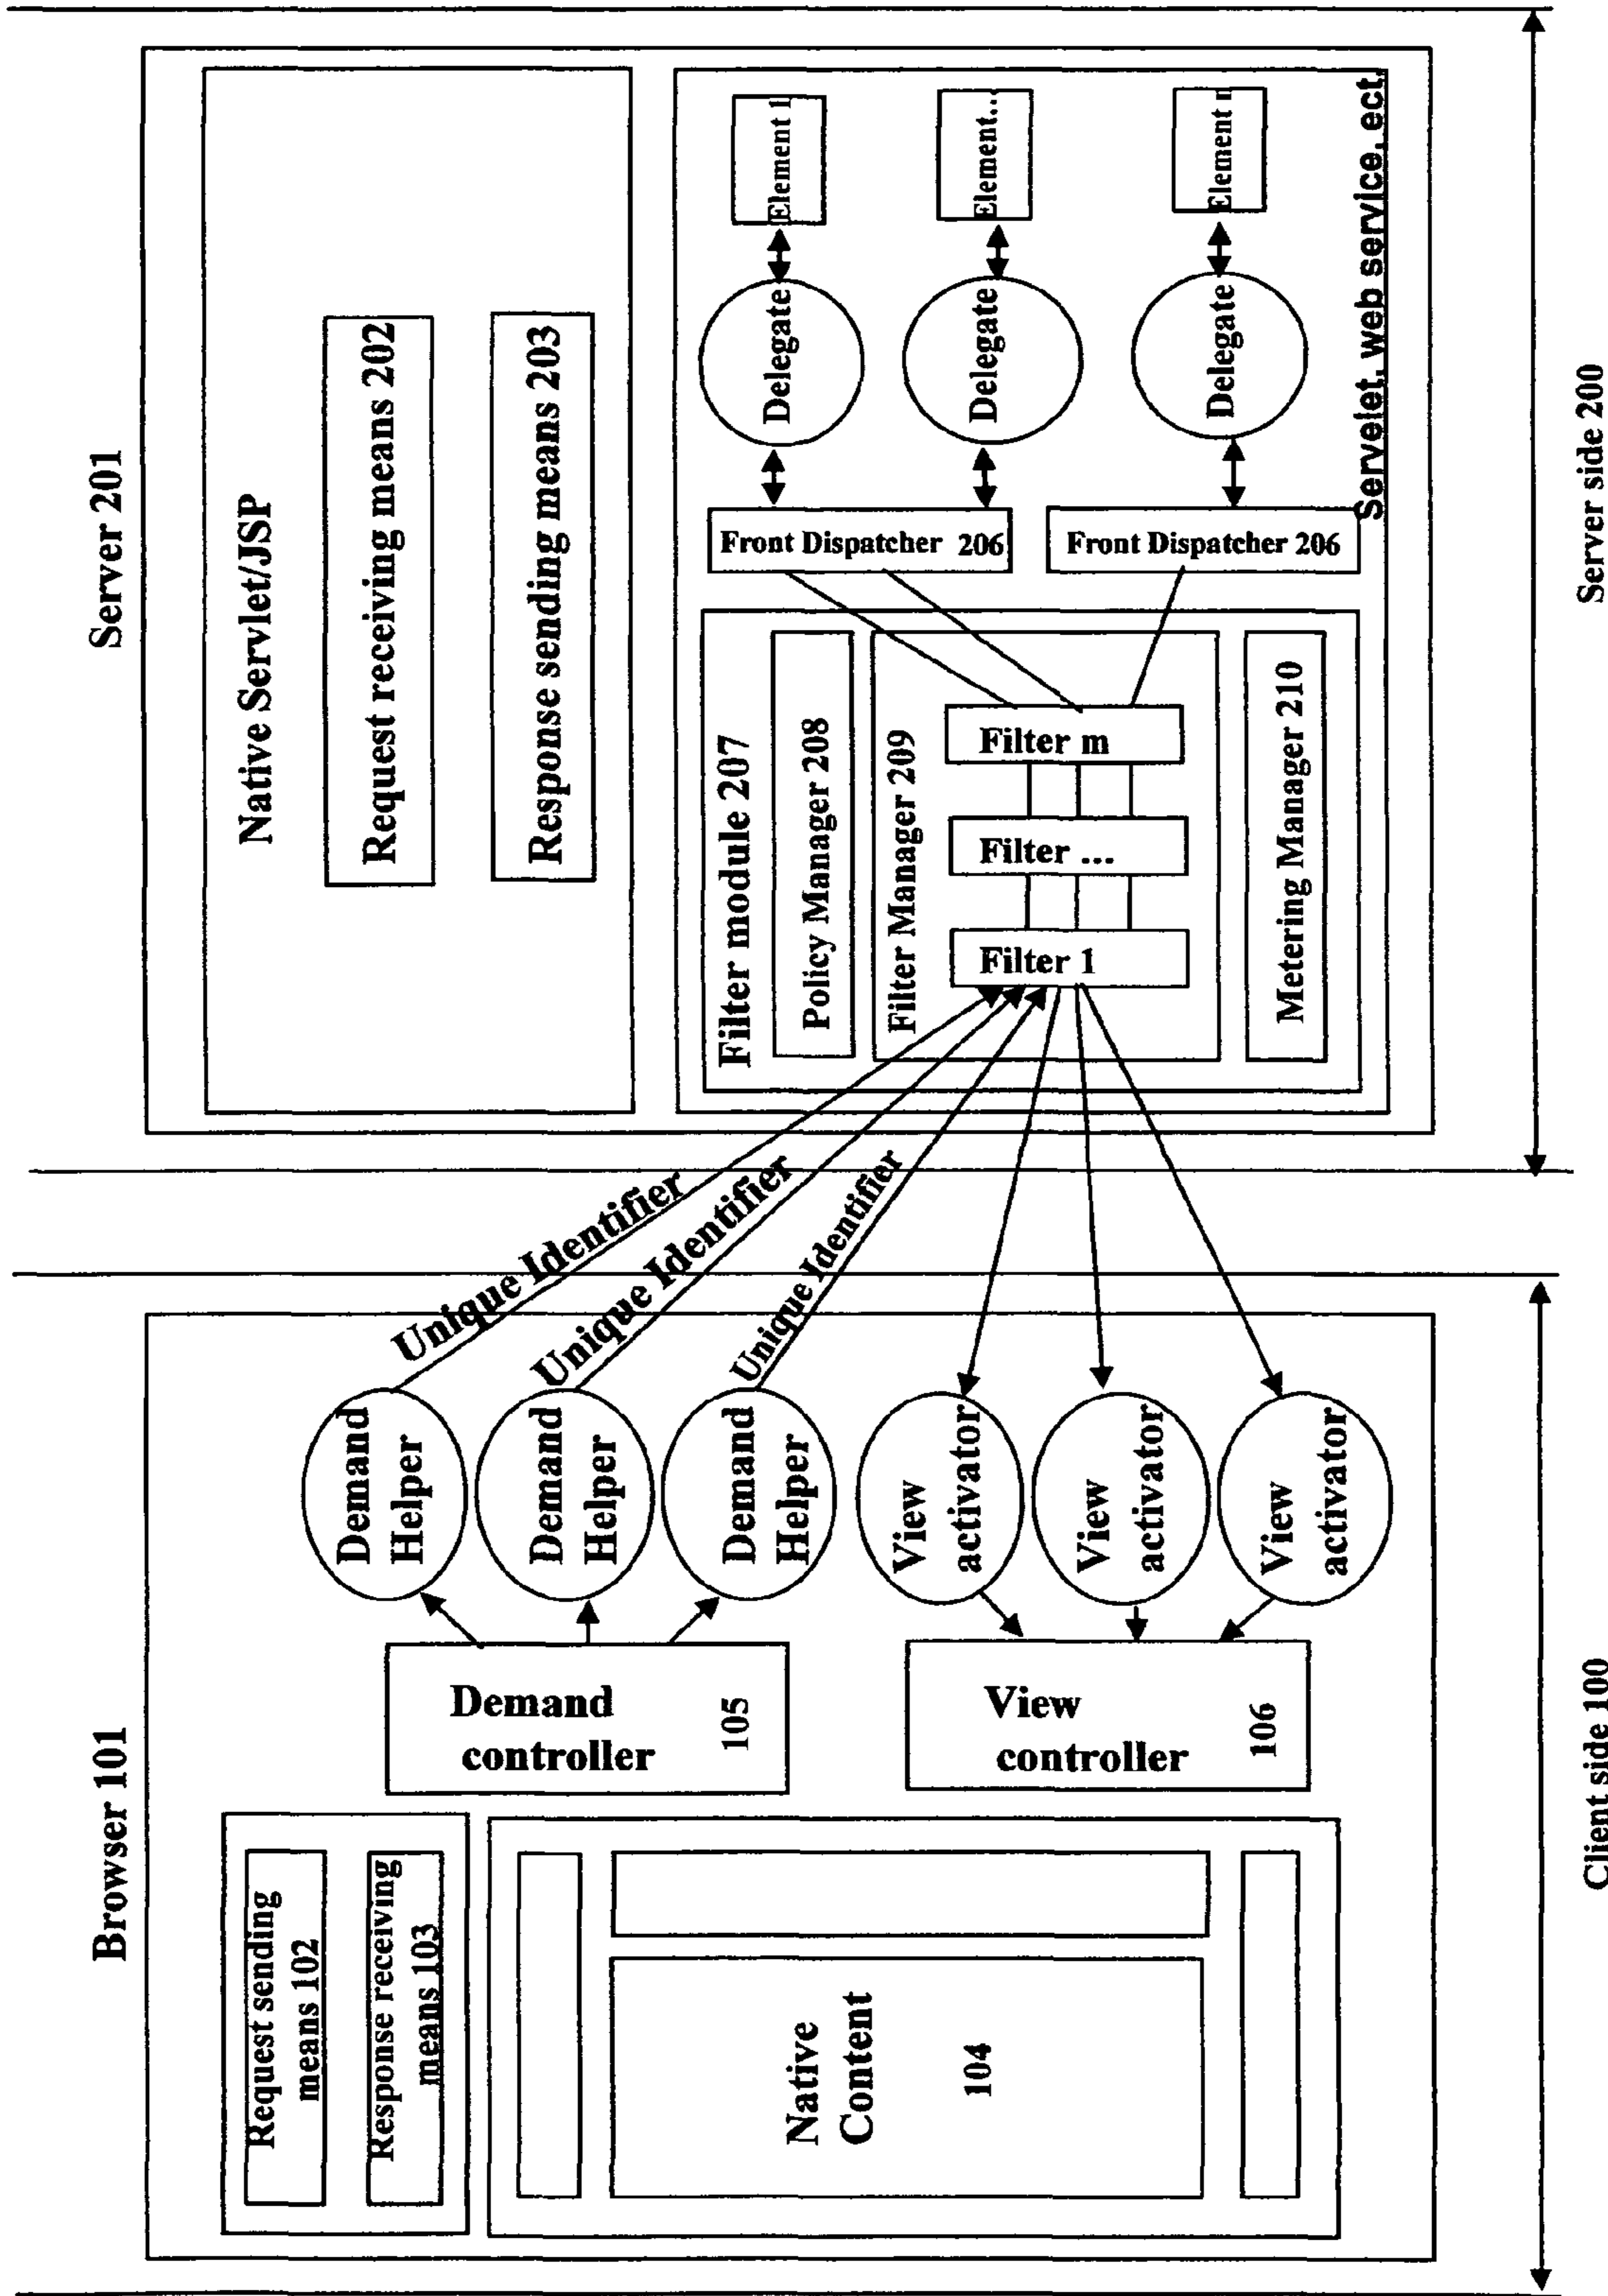 Browser 101
Request sending
means 102
Response receiving
means 103
Native
Content
104
Demand
controller
105
View
controller
106
Demand
Helper
Demand
Helper
Demand
Helper
View
activator
View
activator
View
activator
Client side 100
Unique Identifier
Unique Identifier
Unique Identifier
Server 201
Native Servlet/JSP
Request receiving means 202
Response sending means 203
Filter module 207
Policy Manager 208
Filter Manager 209
Filter 1
Filter ...
Filter m
Metering Manager 210
Front Dispatcher 206
Front Dispatcher 206
Delegate
Delegate
Delegate
Element 1
Element...
Element n
Servelet, web service, ect.
Server side 200